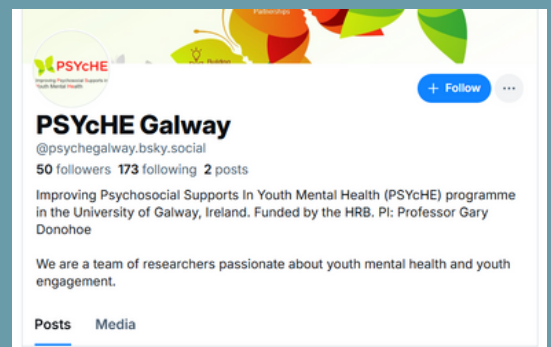 Partnerships
Building
PSYcHE
Improving Psychosocial Supports in
Youth Mental Health
+ Follow
...
PSYcHE Galway
@psychegalway.bsky.social
50 followers 173 following 2 posts
Improving Psychosocial Supports In Youth Mental Health (PSYcHE) programme
in the University of Galway, Ireland. Funded by the HRB. PI: Professor Gary
Donohoe
We are a team of researchers passionate about youth mental health and youth
engagement.
Posts Media